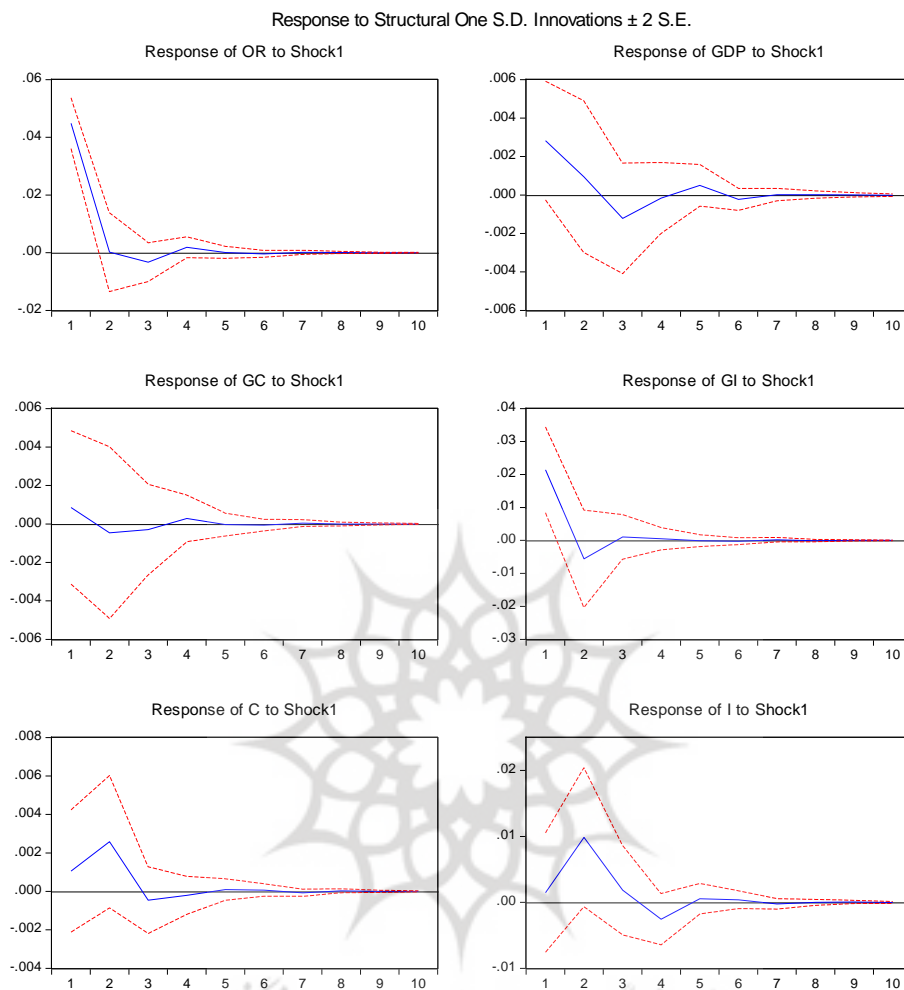 Response to Structural One S.D. Innovations ± 2 S.E.
Response of OR to Shock1
.06
.04
.02
.00
-.02
1 2 3 4 5 6 7 8 9 10
Response of GDP to Shock1
.006
.004
.002
.000
-.002
-.004
-.006
1 2 3 4 5 6 7 8 9 10
Response of GC to Shock1
.006
.004
.002
.000
-.002
-.004
-.006
1 2 3 4 5 6 7 8 9 10
Response of GI to Shock1
.04
.03
.02
.01
.00
-.01
-.02
-.03
1 2 3 4 5 6 7 8 9 10
Response of C to Shock1
.008
.006
.004
.002
.000
-.002
-.004
1 2 3 4 5 6 7 8 9 10
Response of I to Shock1
.02
.01
.00
-.01
1 2 3 4 5 6 7 8 9 10